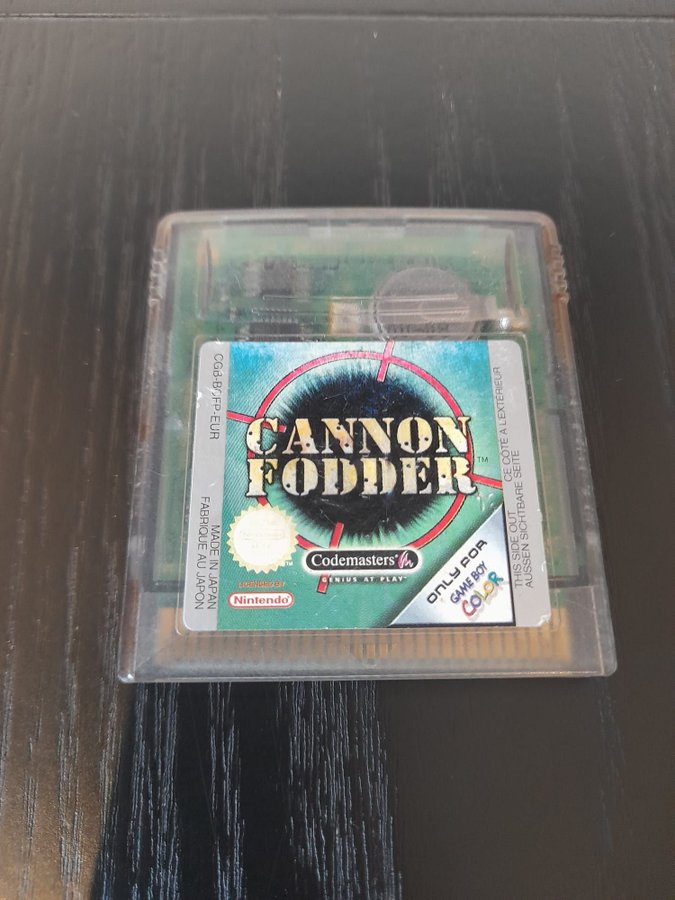 CGB-BCFP-EUR
CANNON
FODDER
TM
Codemasters
GENIUS AT PLAY
LICENSED BY
Nintendo
ONLY FOR
GAME BOY
COLOR
MADE IN JAPAN
FABRIQUE AU JAPON
THIS SIDE OUT CE COTE A L'EXTERIEUR
AUSSEN SICHTBARE SEITE